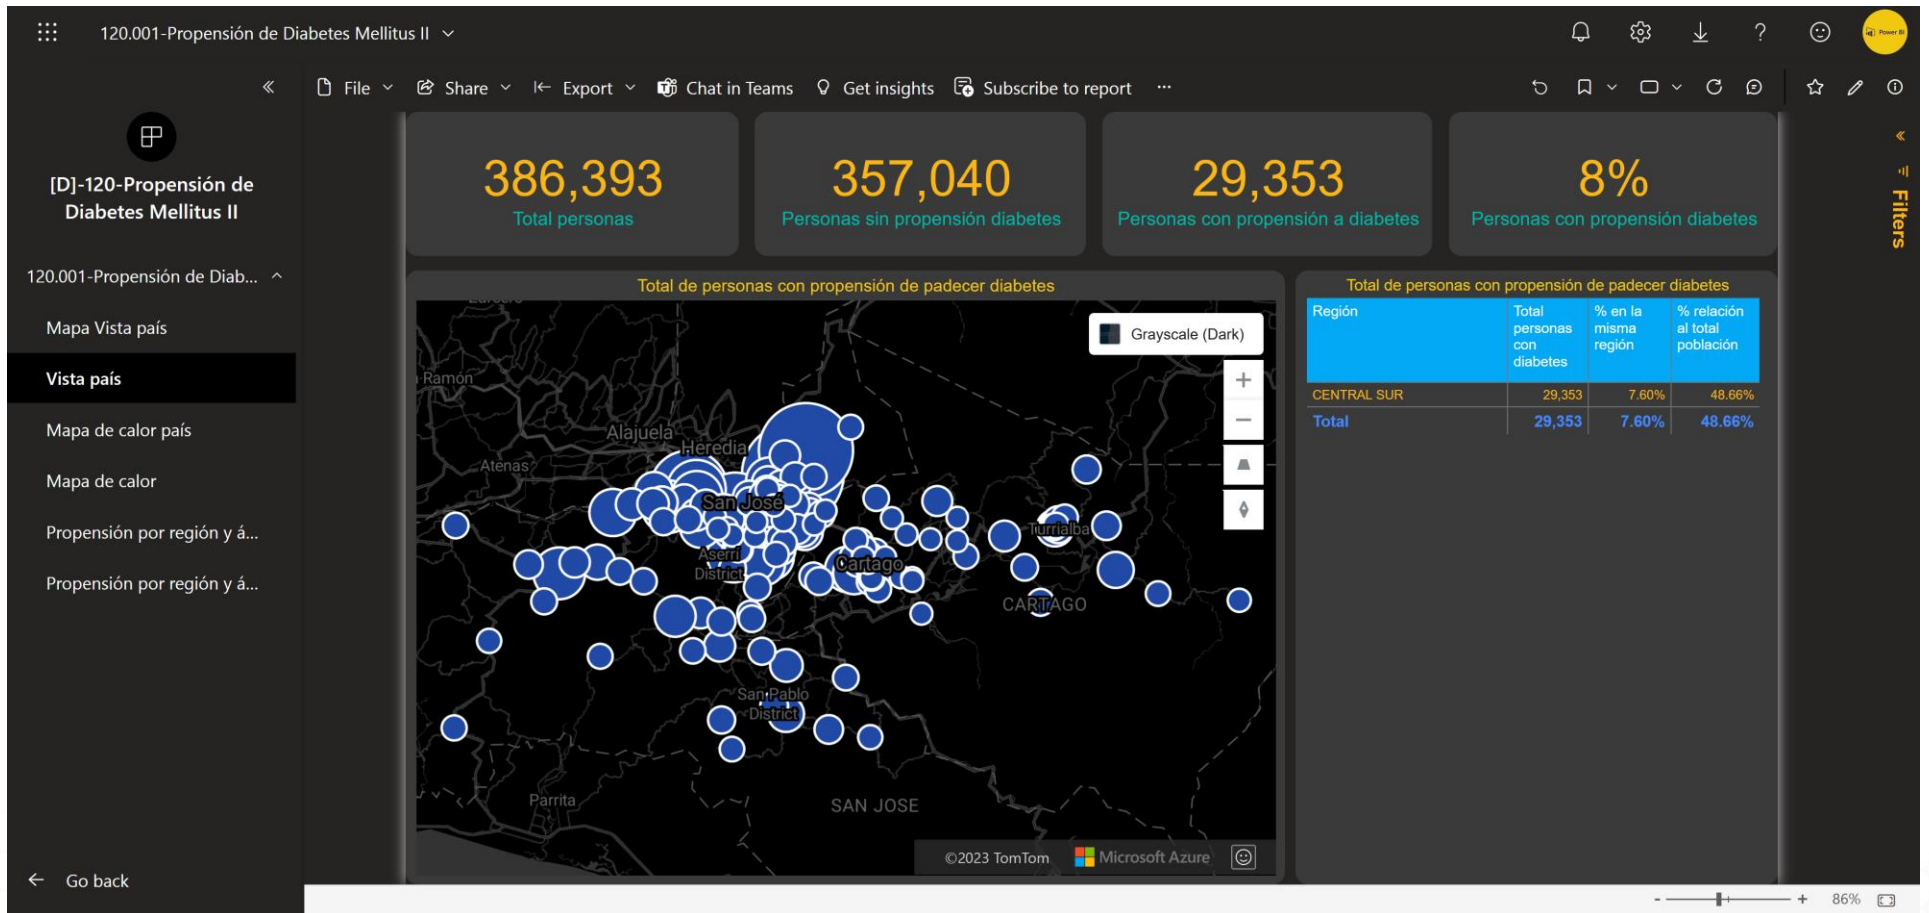 120.001-Propensión de Diabetes Mellitus II
Power BI
File
Share
Export
Chat in Teams
Get insights
Subscribe to report
[D]-120-Propensión de
Diabetes Mellitus II
120.001-Propensión de Diab...
Mapa Vista país
Vista país
Mapa de calor país
Mapa de calor
Propensión por región y á...
Propensión por región y á...
Go back
386,393
Total personas
357,040
Personas sin propensión diabetes
29,353
Personas con propensión a diabetes
8%
Personas con propensión diabetes
Filters
Total de personas con propensión de padecer diabetes
Grayscale (Dark)
Ramón
Alajuela
Heredia
Atenas
San José
Aserrí
District
Cartago
Turrialba
CARTAGO
San Pablo
District
Parrita
SAN JOSE
©2023 TomTom
Microsoft Azure
Total de personas con propensión de padecer diabetes
Región Total personas con diabetes % en la misma región % relación al total población
CENTRAL SUR 29,353 7.60% 48.66%
Total 29,353 7.60% 48.66%
- + 86%